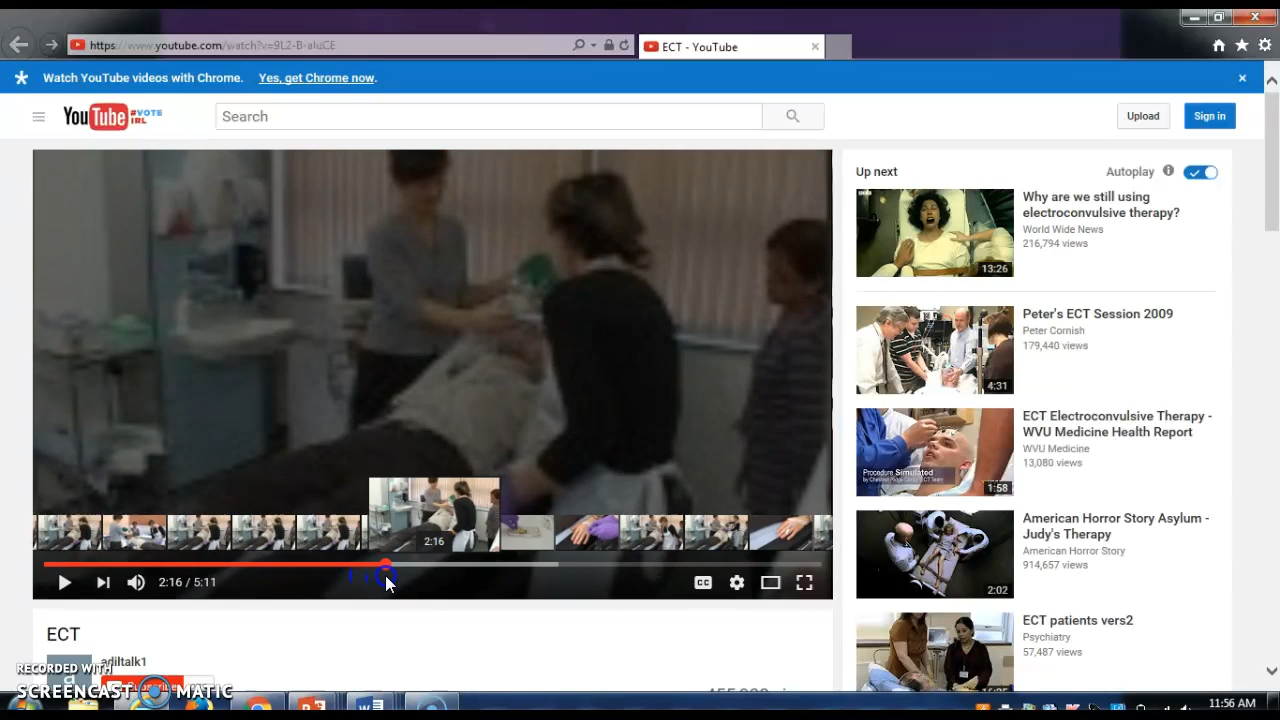 https://www.youtube.com/watch?v=9L2-B-aluCE
ECT - YouTube
Watch YouTube videos with Chrome. Yes, get Chrome now.
YouTube #VOTE IRL
Search
Upload
Sign in
Up next
Autoplay
Why are we still using
electroconvulsive therapy?
World Wide News
216,794 views
13:26
Peter's ECT Session 2009
Peter Cornish
179,440 views
4:31
ECT Electroconvulsive Therapy -
WVU Medicine Health Report
WVU Medicine
13,080 views
Procedure Simulated
1:58
American Horror Story Asylum -
Judy's Therapy
American Horror Story
914,657 views
2:02
ECT patients vers2
Psychiatry
57,487 views
2:16
2:16 / 5:11
CC
ECT
adiltalk1
RECORDED WITH
SCREENCAST MATIC
11:56 AM